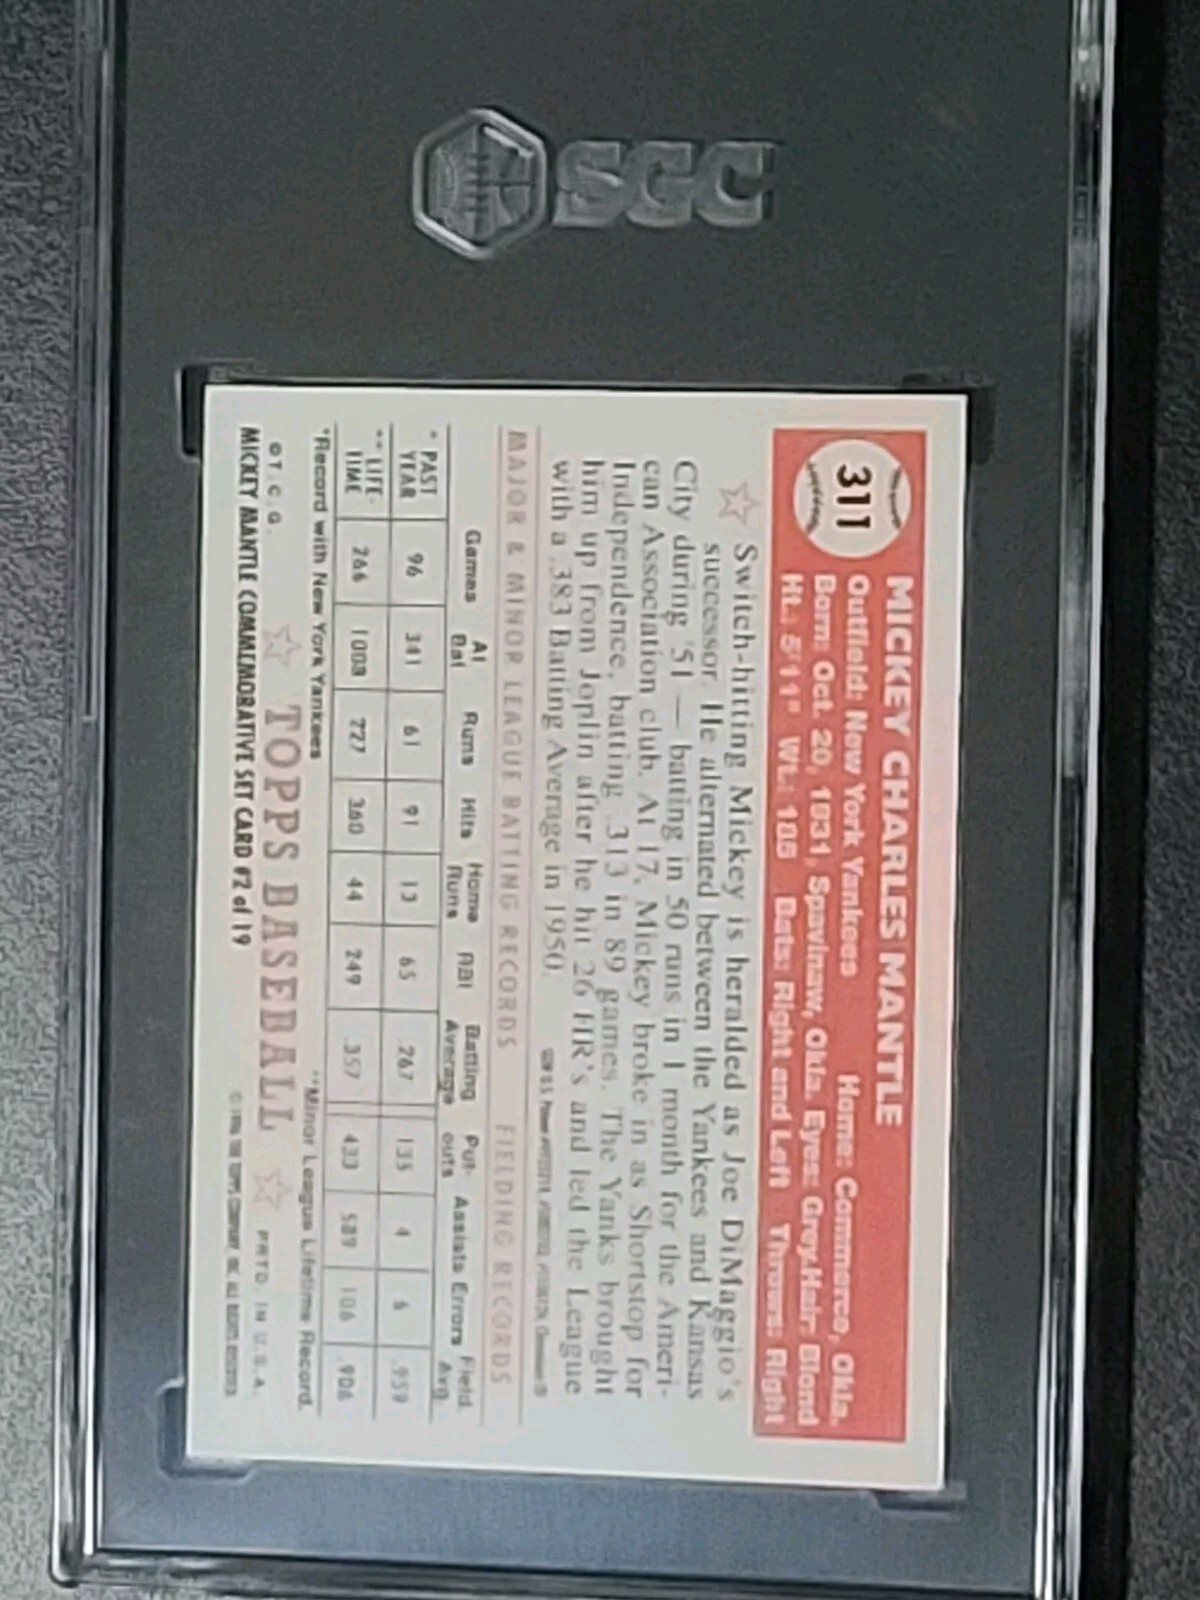 SGC
311
MICKEY CHARLES MANTLE
Outfield: New York Yankees Home: Commerce, Okla.
Born: Oct. 20, 1931, Spavinaw, Okla. Eyes: Grey Hair: Blond
Ht.: 5'11" Wt.: 185 Bats: Right and Left Throws: Right
Switch-hitting Mickey is heralded as Joe DiMaggio's
successor. He alternated between the Yankees and Kansas
City during '51 — batting in 50 runs in 1 month for the Ameri-
can Association club. At 17, Mickey broke in as Shortstop for
Independence, batting .313 in 89 games. The Yanks brought
him up from Joplin after he hit 26 HR's and led the League
with a .383 Batting Average in 1950.
MAJOR & MINOR LEAGUE BATTING RECORDS FIELDING RECORDS
Games At Bat Runs Hits Home Runs RBI Batting Average Put-outs Assists Errors Field. Avg.
* PAST YEAR 96 341 61 91 13 65 .267 135 4 6 .959
** LIFE-TIME 266 1008 227 360 44 249 .357 433 589 106 .906
*Record with New York Yankees **Minor League Lifetime Record.
© T. C. G. TOPPS BASEBALL PRTD. IN U.S.A.
MICKEY MANTLE COMMEMORATIVE SET CARD #2 of 19